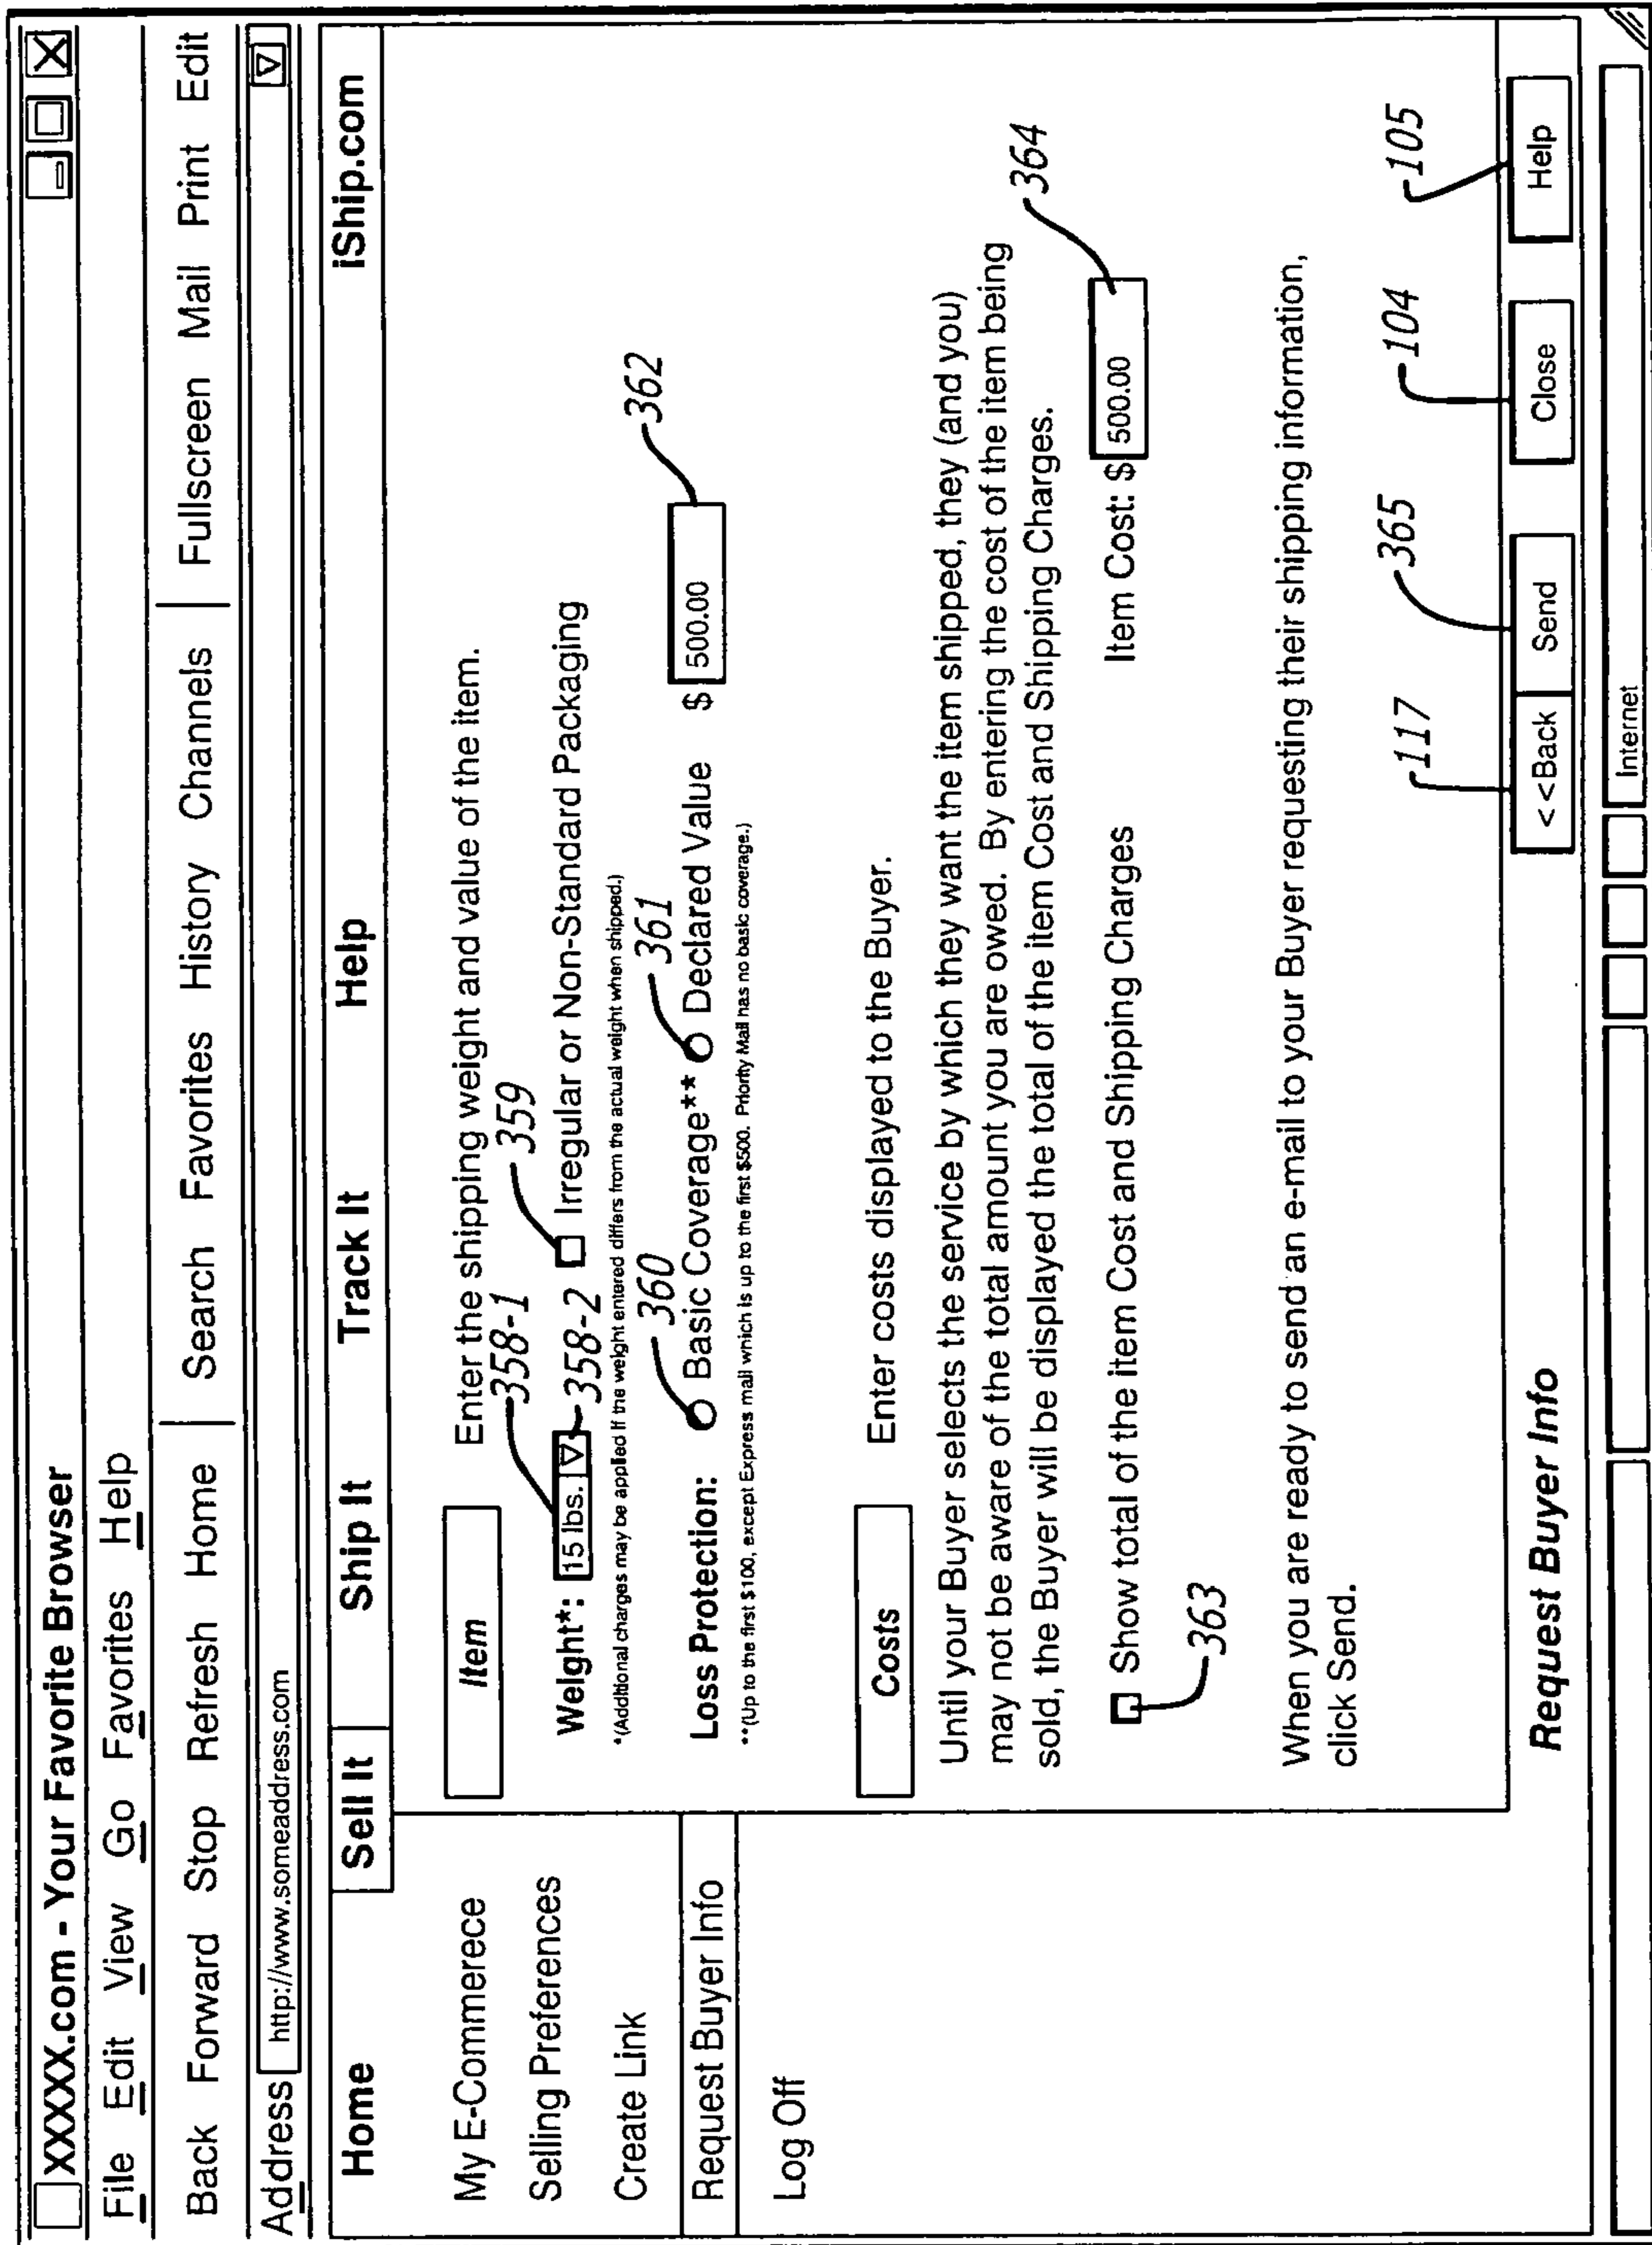 XXXXX.com - Your Favorite Browser
File Edit View Go Favorites Help
Back Forward Stop Refresh Home Search Favorites History Channels Fullscreen Mail Print Edit
Address http://www.someaddress.com
Home Sell It Ship It Track It Help iShip.com
My E-Commerece
Selling Preferences
Create Link
Request Buyer Info
Log Off
Item Enter the shipping weight and value of the item.
358-1 359
Weight*: 15 lbs. 358-2 Irregular or Non-Standard Packaging
*(Additional charges may be applied if the weight entered differs from the actual weight when shipped.)
360 361 362
Loss Protection: Basic Coverage** Declared Value $ 500.00
**(Up to the first $100, except Express mail which is up to the first $500. Priority Mail has no basic coverage.)
Costs Enter costs displayed to the Buyer.
Until your Buyer selects the service by which they want the item shipped, they (and you)
may not be aware of the total amount you are owed. By entering the cost of the item being
sold, the Buyer will be displayed the total of the item Cost and Shipping Charges.
364
Show total of the item Cost and Shipping Charges Item Cost: $ 500.00
363
When you are ready to send an e-mail to your Buyer requesting their shipping information,
click Send.
117 365 104 105
Request Buyer Info <<Back Send Close Help
Internet